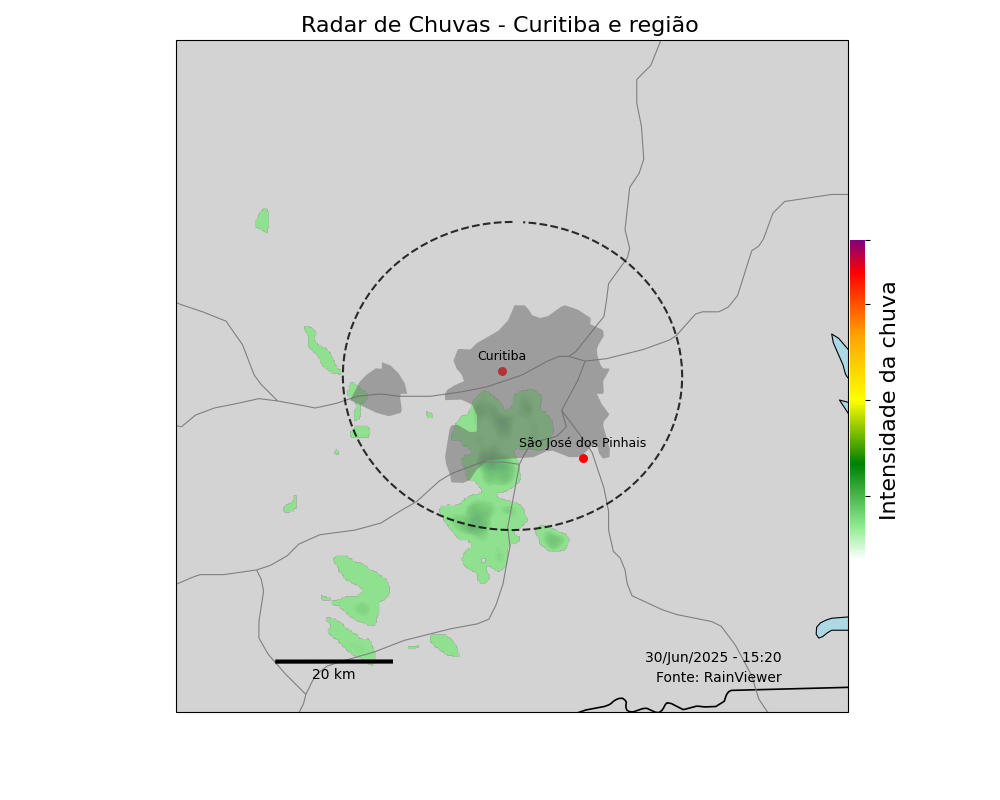 Radar de Chuvas - Curitiba e região
Curitiba
São José dos Pinhais
Intensidade da chuva
30/Jun/2025 - 15:20
20 km
Fonte: RainViewer